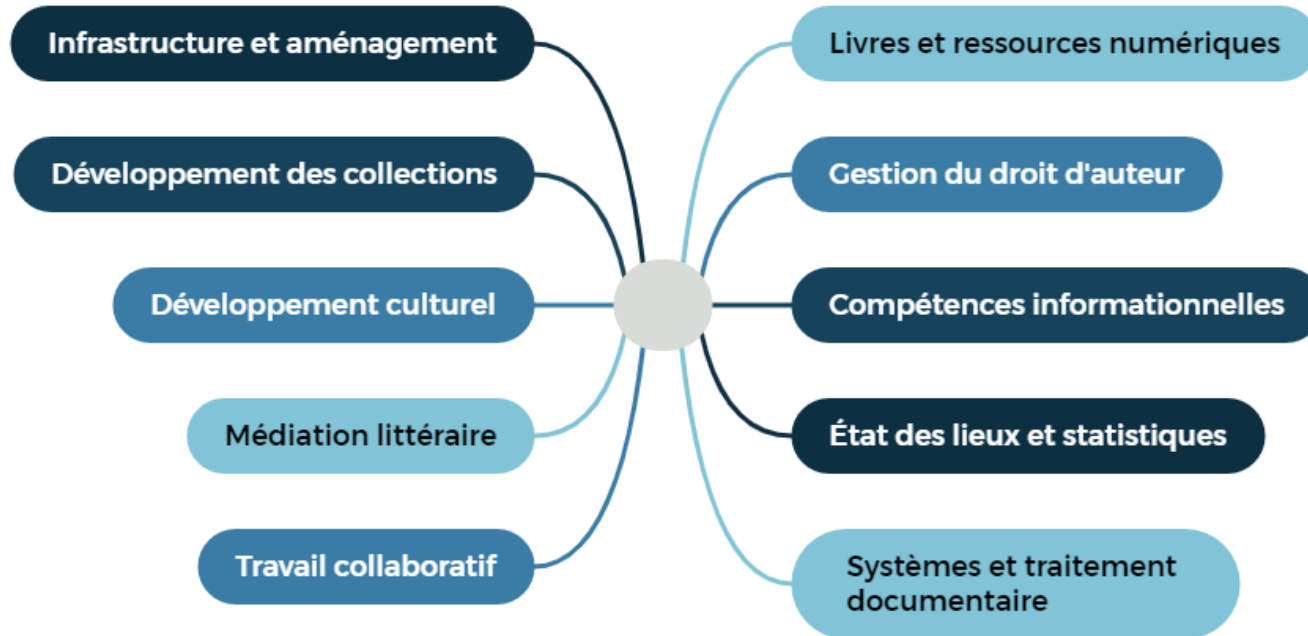 Infrastructure et aménagement
Développement des collections
Développement culturel
Médiation littéraire
Travail collaboratif
Livres et ressources numériques
Gestion du droit d'auteur
Compétences informationnelles
État des lieux et statistiques
Systèmes et traitement
documentaire